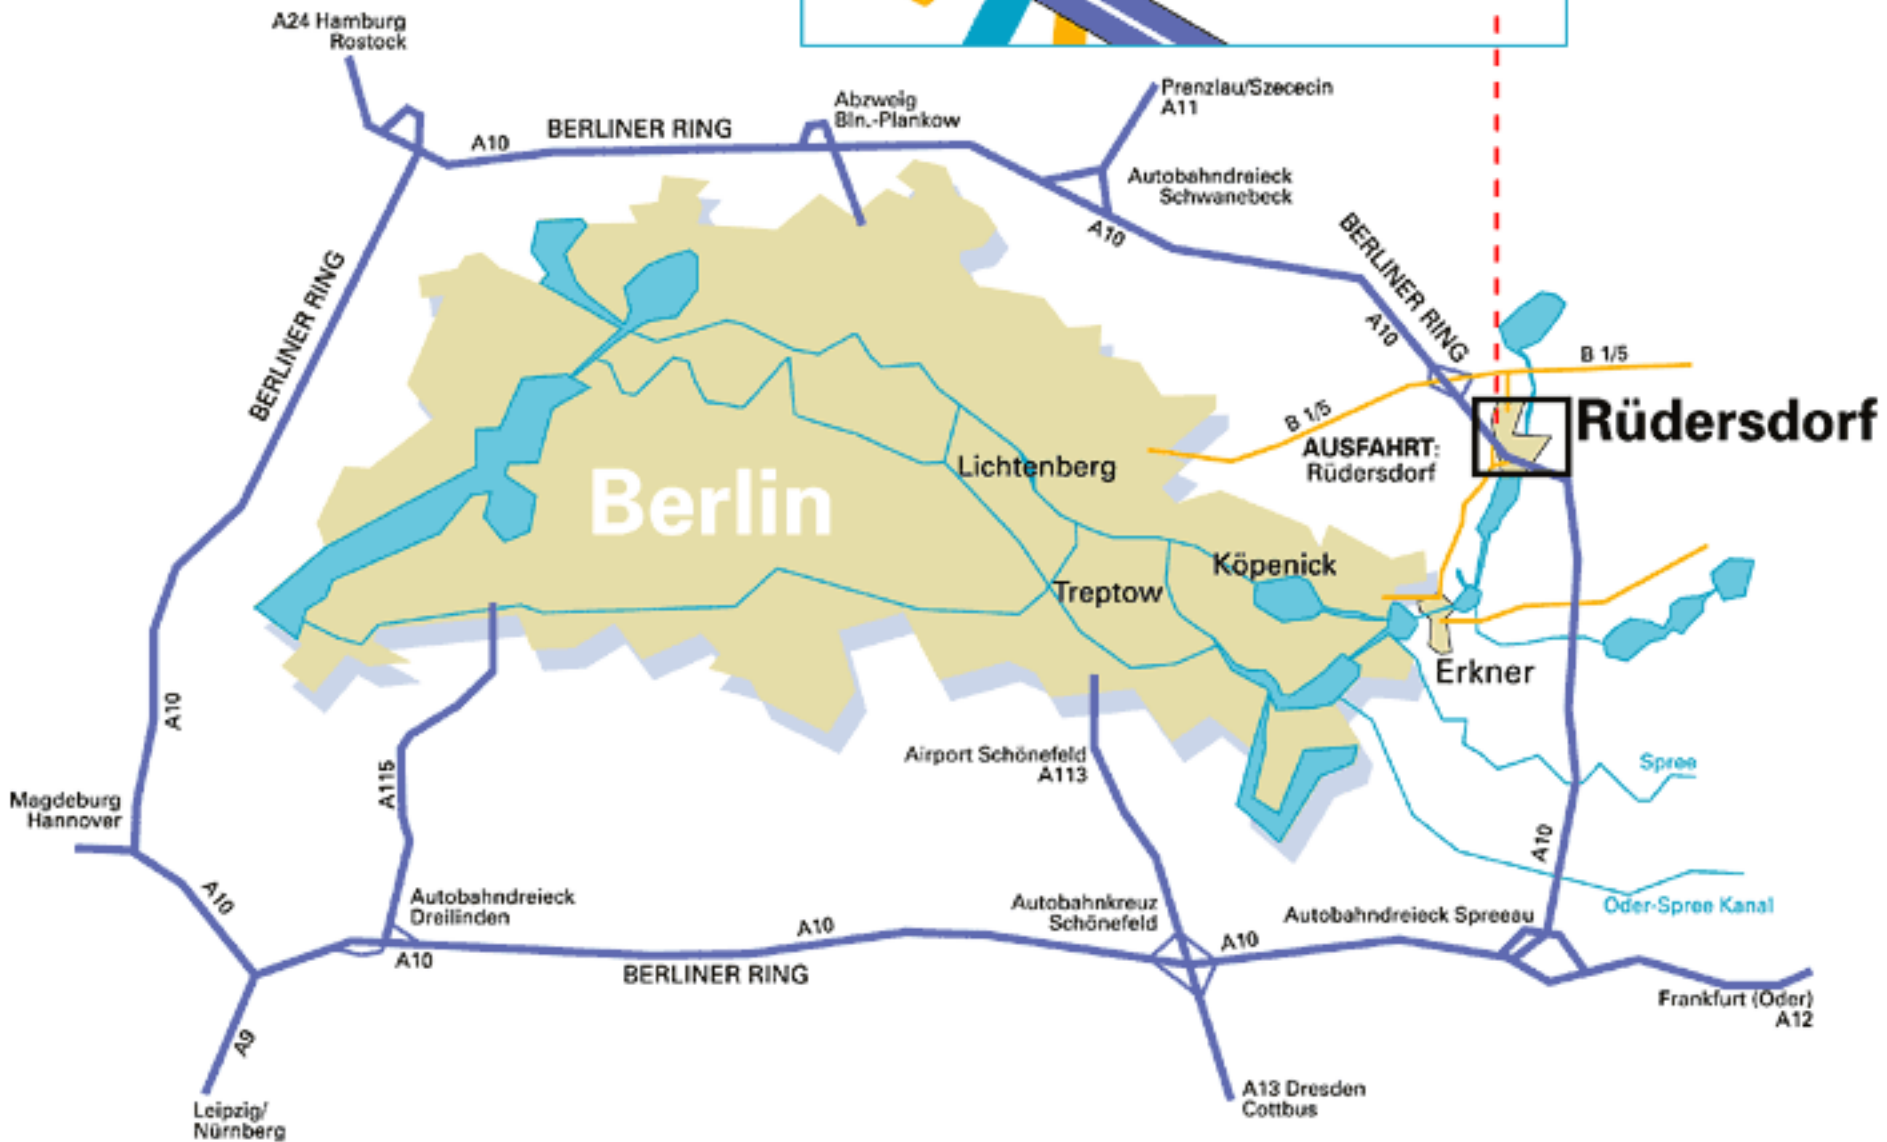 A24 Hamburg
Rostock
Prenzlau/Szececin
A11
Abzweig
Bln.-Plankow
BERLINER RING
A10
Autobahndreieck
Schwanebeck
A10
BERLINER RING
A10
BERLINER RING
B 1/5
B 1/5
Rüdersdorf
AUSFAHRT:
Rüdersdorf
Lichtenberg
Berlin
Köpenick
Treptow
Erkner
A10
Airport Schönefeld
A113
Spree
A115
Magdeburg
Hannover
A10
A10
Autobahndreieck
Dreilinden
Autobahnkreuz
Schönefeld
Autobahndreieck Spreeau
Oder-Spree Kanal
A10
A10
A10
BERLINER RING
Frankfurt (Oder)
A12
A9
A13 Dresden
Cottbus
Leipzig/
Nürnberg